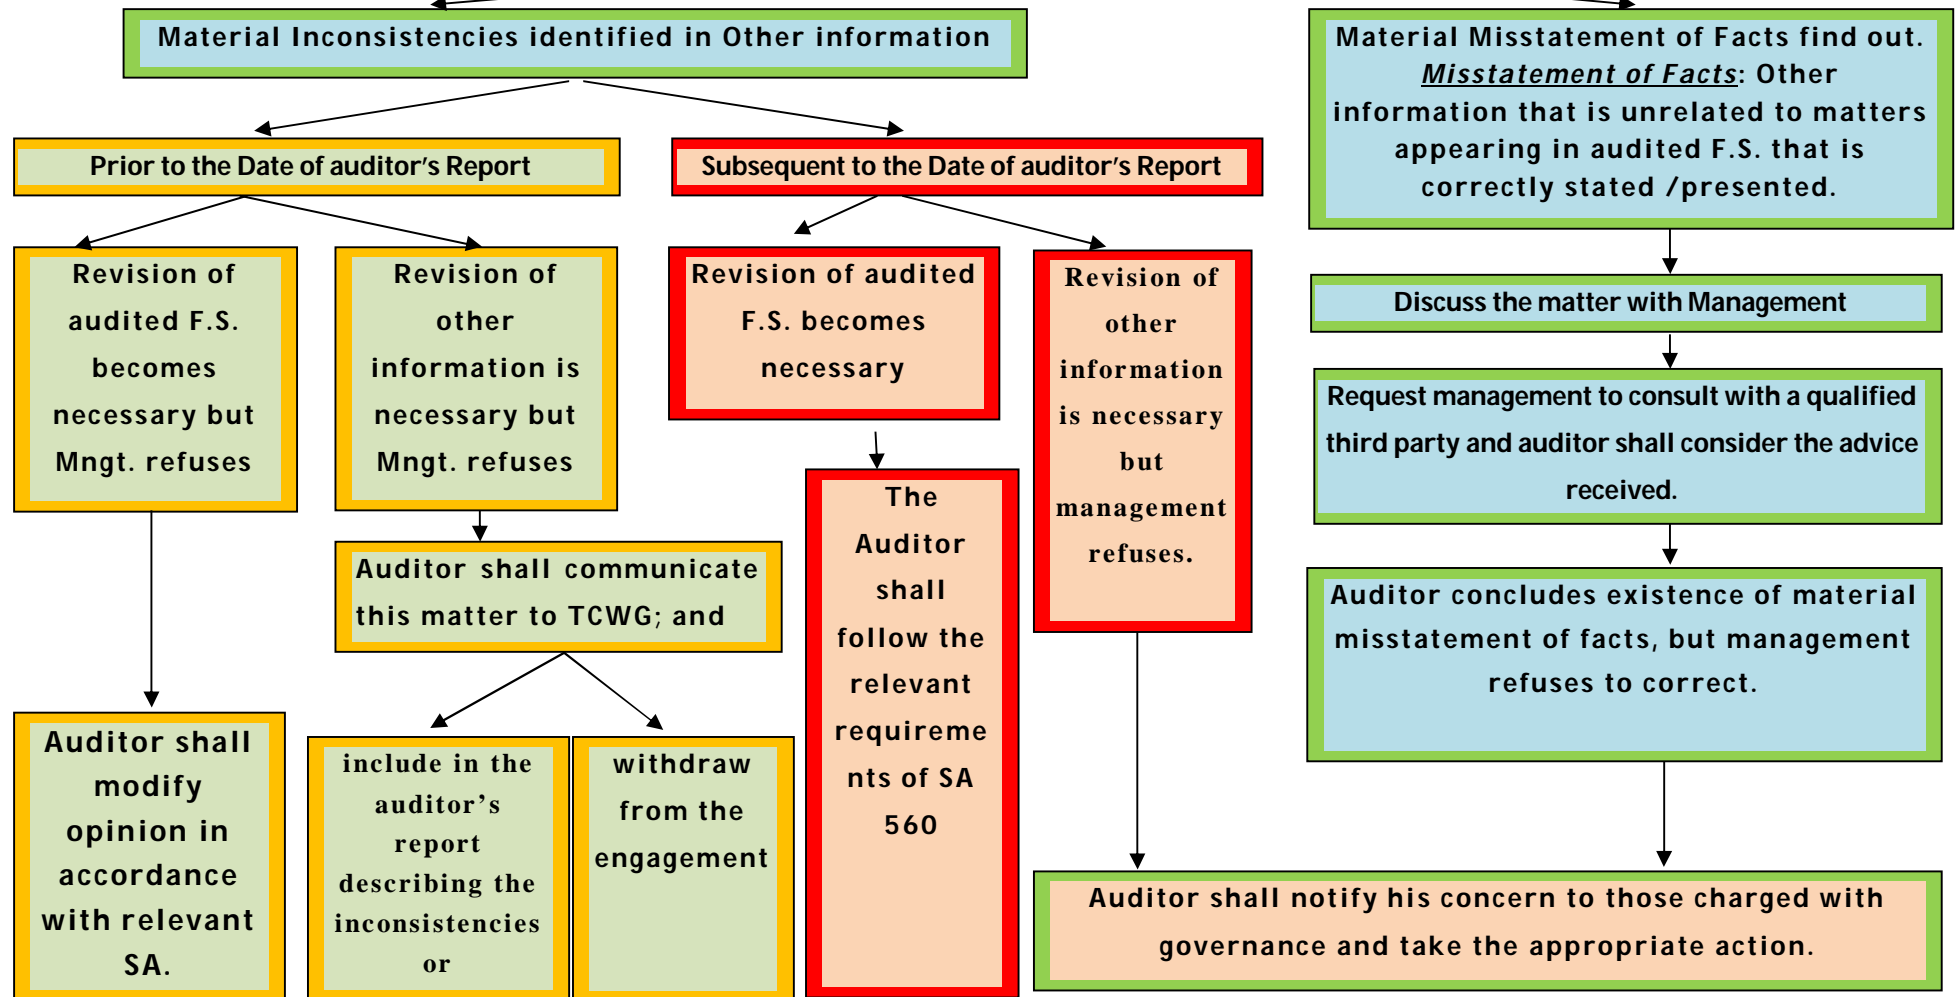 Material Inconsistencies identified in Other information
Material Misstatement of Facts find out.
Misstatement of Facts: Other
information that is unrelated to matters
appearing in audited F.S. that is
correctly stated /presented.
Prior to the Date of auditor’s Report
Subsequent to the Date of auditor’s Report
Revision of
audited F.S.
becomes
necessary but
Mngt. refuses
Revision of
other
information is
necessary but
Mngt. refuses
Revision of audited
F.S. becomes
necessary
Revision of
other
information
is necessary
but
management
refuses.
Discuss the matter with Management
Request management to consult with a qualified
third party and auditor shall consider the advice
received.
Auditor shall communicate
this matter to TCWG; and
The
Auditor
shall
follow the
relevant
requireme
nts of SA
560
Auditor concludes existence of material
misstatement of facts, but management
refuses to correct.
Auditor shall
modify
opinion in
accordance
with relevant
SA.
include in the
auditor’s
report
describing the
inconsistencies
or
withdraw
from the
engagement
Auditor shall notify his concern to those charged with
governance and take the appropriate action.